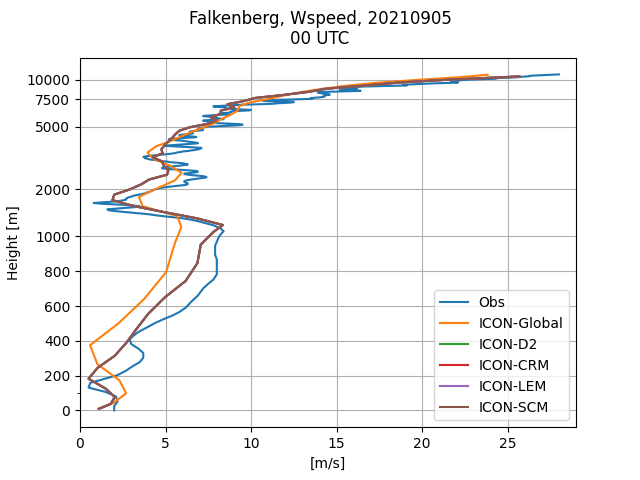 Falkenberg, Wspeed, 20210905
00 UTC
Height [m]
10000
7500
5000
2000
1000
800
600
400
200
0
0 5 10 15 20 25
[m/s]
Obs
ICON-Global
ICON-D2
ICON-CRM
ICON-LEM
ICON-SCM